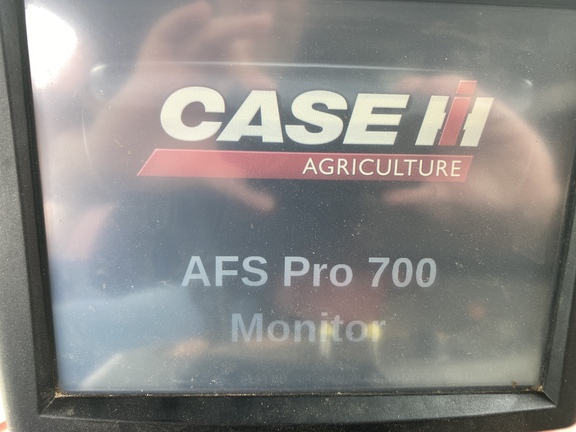 CASE IH
AGRICULTURE
AFS Pro 700
Monitor